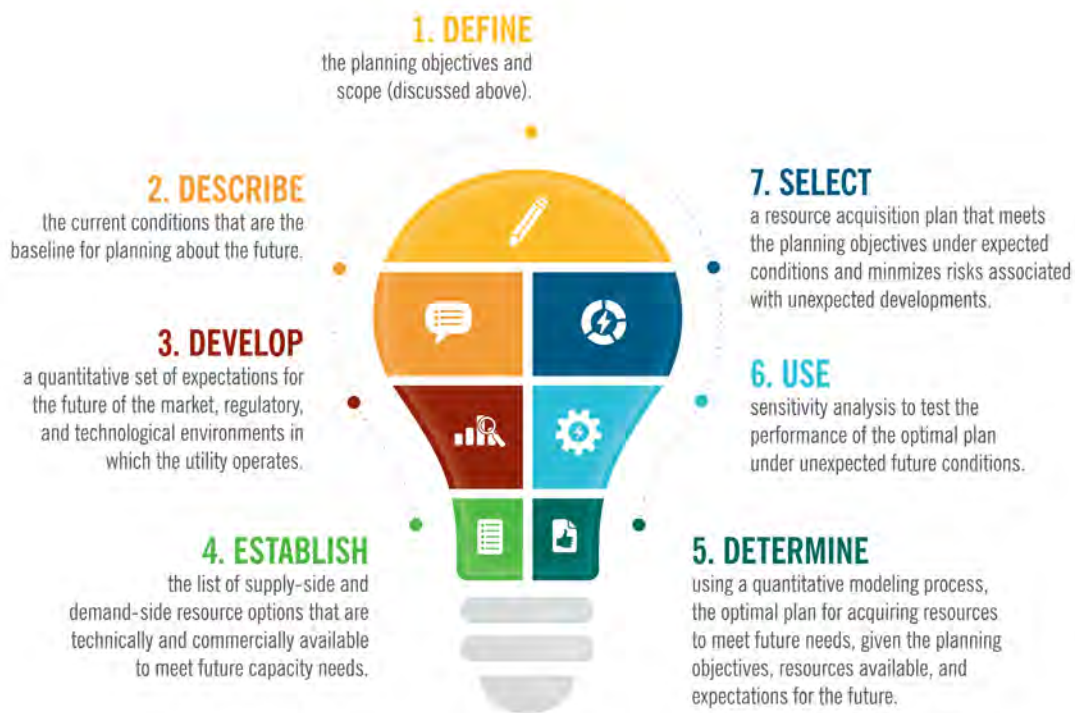 1. DEFINE
the planning objectives and
scope (discussed above).
2. DESCRIBE
the current conditions that are the
baseline for planning about the future.
3. DEVELOP
a quantitative set of expectations for
the future of the market, regulatory,
and technological environments in
which the utility operates.
4. ESTABLISH
the list of supply-side and
demand-side resource options that are
technically and commercially available
to meet future capacity needs.
5. DETERMINE
using a quantitative modeling process,
the optimal plan for acquiring resources
to meet future needs, given the planning
objectives, resources available, and
expectations for the future.
6. USE
sensitivity analysis to test the
performance of the optimal plan
under unexpected future conditions.
7. SELECT
a resource acquisition plan that meets
the planning objectives under expected
conditions and minmizes risks associated
with unexpected developments.